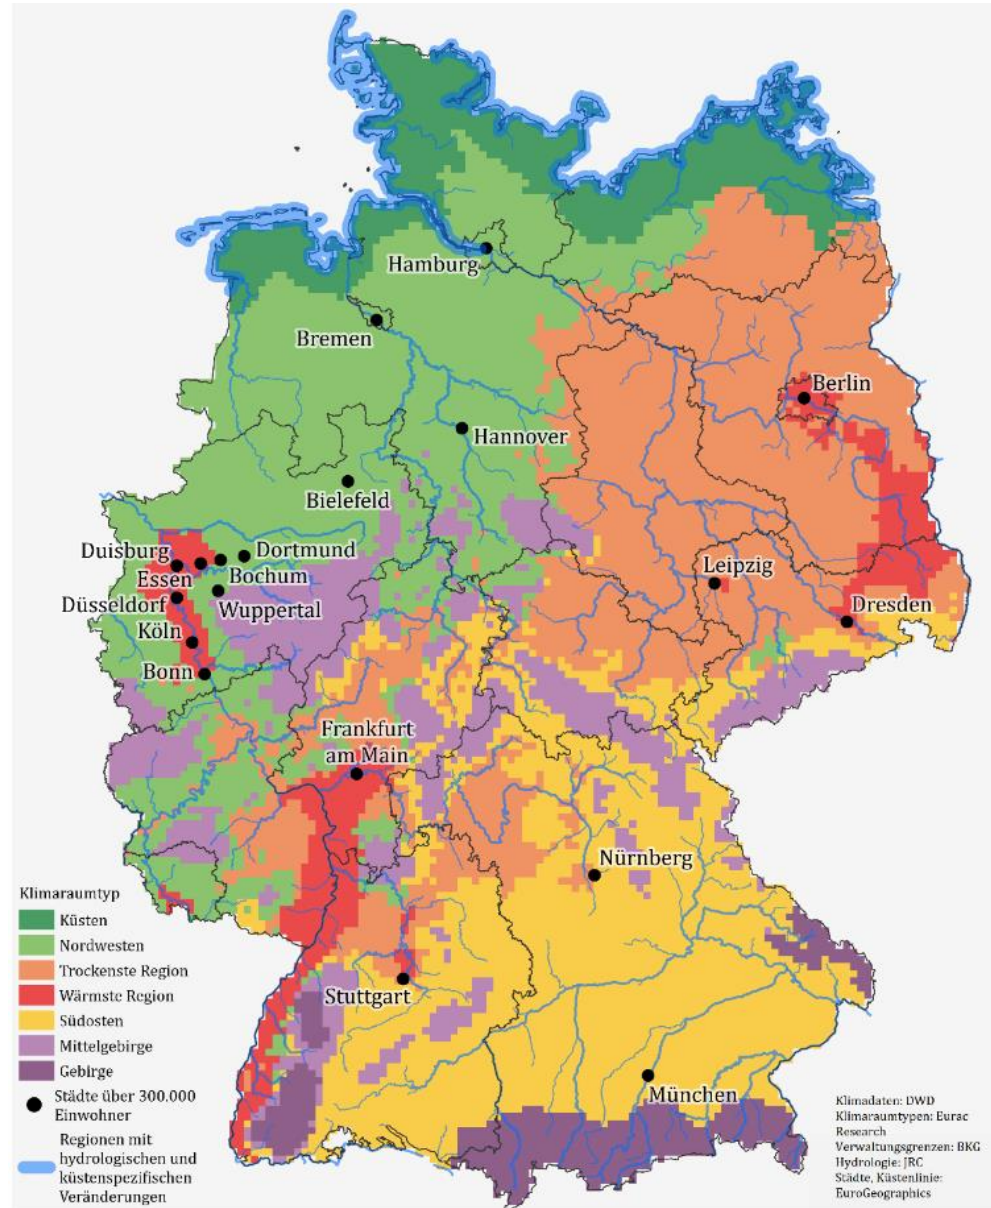 Hamburg
Bremen
Berlin
Hannover
Bielefeld
Duisburg
Dortmund
Essen
Bochum
Leipzig
Düsseldorf
Wuppertal
Dresden
Köln
Bonn
Frankfurt
am Main
Nürnberg
Stuttgart
München
Klimaraumtyp
Küsten
Nordwesten
Trockenste Region
Wärmste Region
Südosten
Mittelgebirge
Gebirge
Städte über 300.000
Einwohner
Regionen mit
hydrologischen und
küstenspezifischen
Veränderungen
Klimadaten: DWD
Klimaraumtypen: Eurac
Research
Verwaltungsgrenzen: BKG
Hydrologie: JRC
Städte, Küstenlinie:
EuroGeographics